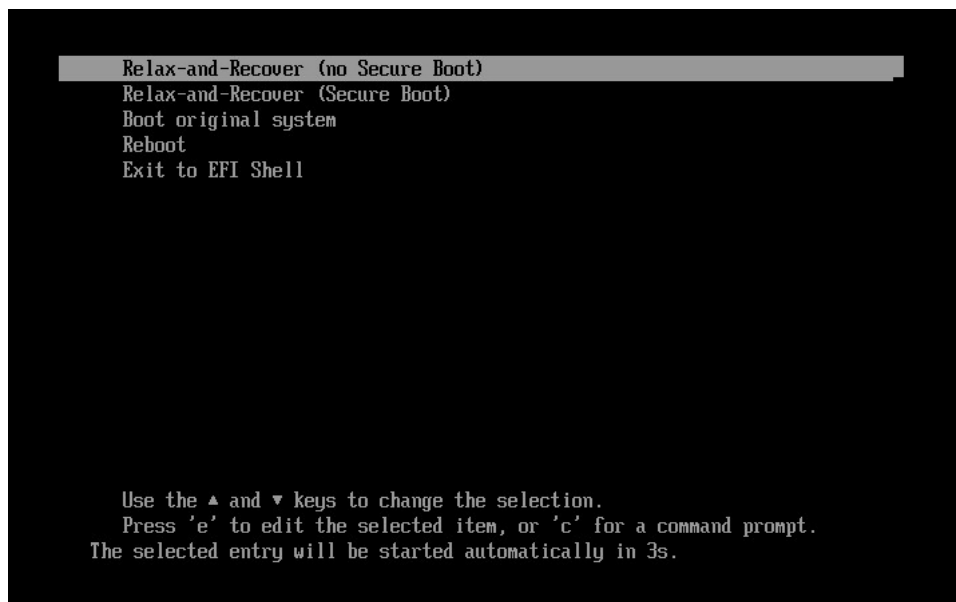 Relax-and-Recover (no Secure Boot)
Relax-and-Recover (Secure Boot)
Boot original system
Reboot
Exit to EFI Shell
Use the ▲ and ▼ keys to change the selection.
Press 'e' to edit the selected item, or 'c' for a command prompt.
The selected entry will be started automatically in 3s.